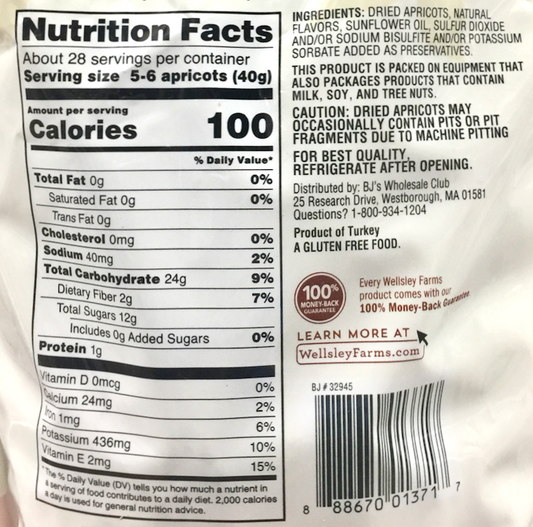 Nutrition Facts
About 28 servings per container
Serving size 5-6 apricots (40g)
Amount per serving
Calories 100
% Daily Value*
Total Fat 0g 0%
Saturated Fat 0g 0%
Trans Fat 0g
Cholesterol 0mg 0%
Sodium 40mg 2%
Total Carbohydrate 24g 9%
Dietary Fiber 2g 7%
Total Sugars 12g
Includes 0g Added Sugars 0%
Protein 1g
Vitamin D 0mcg 0%
Calcium 24mg 2%
Iron 1mg 6%
Potassium 436mg 10%
Vitamin E 2mg 15%
*The % Daily Value (DV) tells you how much a nutrient in
a serving of food contributes to a daily diet. 2,000 calories
a day is used for general nutrition advice.
INGREDIENTS: DRIED APRICOTS, NATURAL
FLAVORS, SUNFLOWER OIL, SULFUR DIOXIDE
AND/OR SODIUM BISULFITE AND/OR POTASSIUM
SORBATE ADDED AS PRESERVATIVES.
THIS PRODUCT IS PACKED ON EQUIPMENT THAT
ALSO PACKAGES PRODUCTS THAT CONTAIN
MILK, SOY, AND TREE NUTS.
CAUTION: DRIED APRICOTS MAY
OCCASIONALLY CONTAIN PITS OR PIT
FRAGMENTS DUE TO MACHINE PITTING
FOR BEST QUALITY,
REFRIGERATE AFTER OPENING.
Distributed by: BJ's Wholesale Club
25 Research Drive, Westborough, MA 01581
Questions? 1-800-934-1204
Product of Turkey
A GLUTEN FREE FOOD.
100%
MONEY-BACK
GUARANTEE
Every Wellsley Farms
product comes with our
100% Money-Back Guarantee.
LEARN MORE AT
WellsleyFarms.com
BJ # 32945
8 88670 01371 7